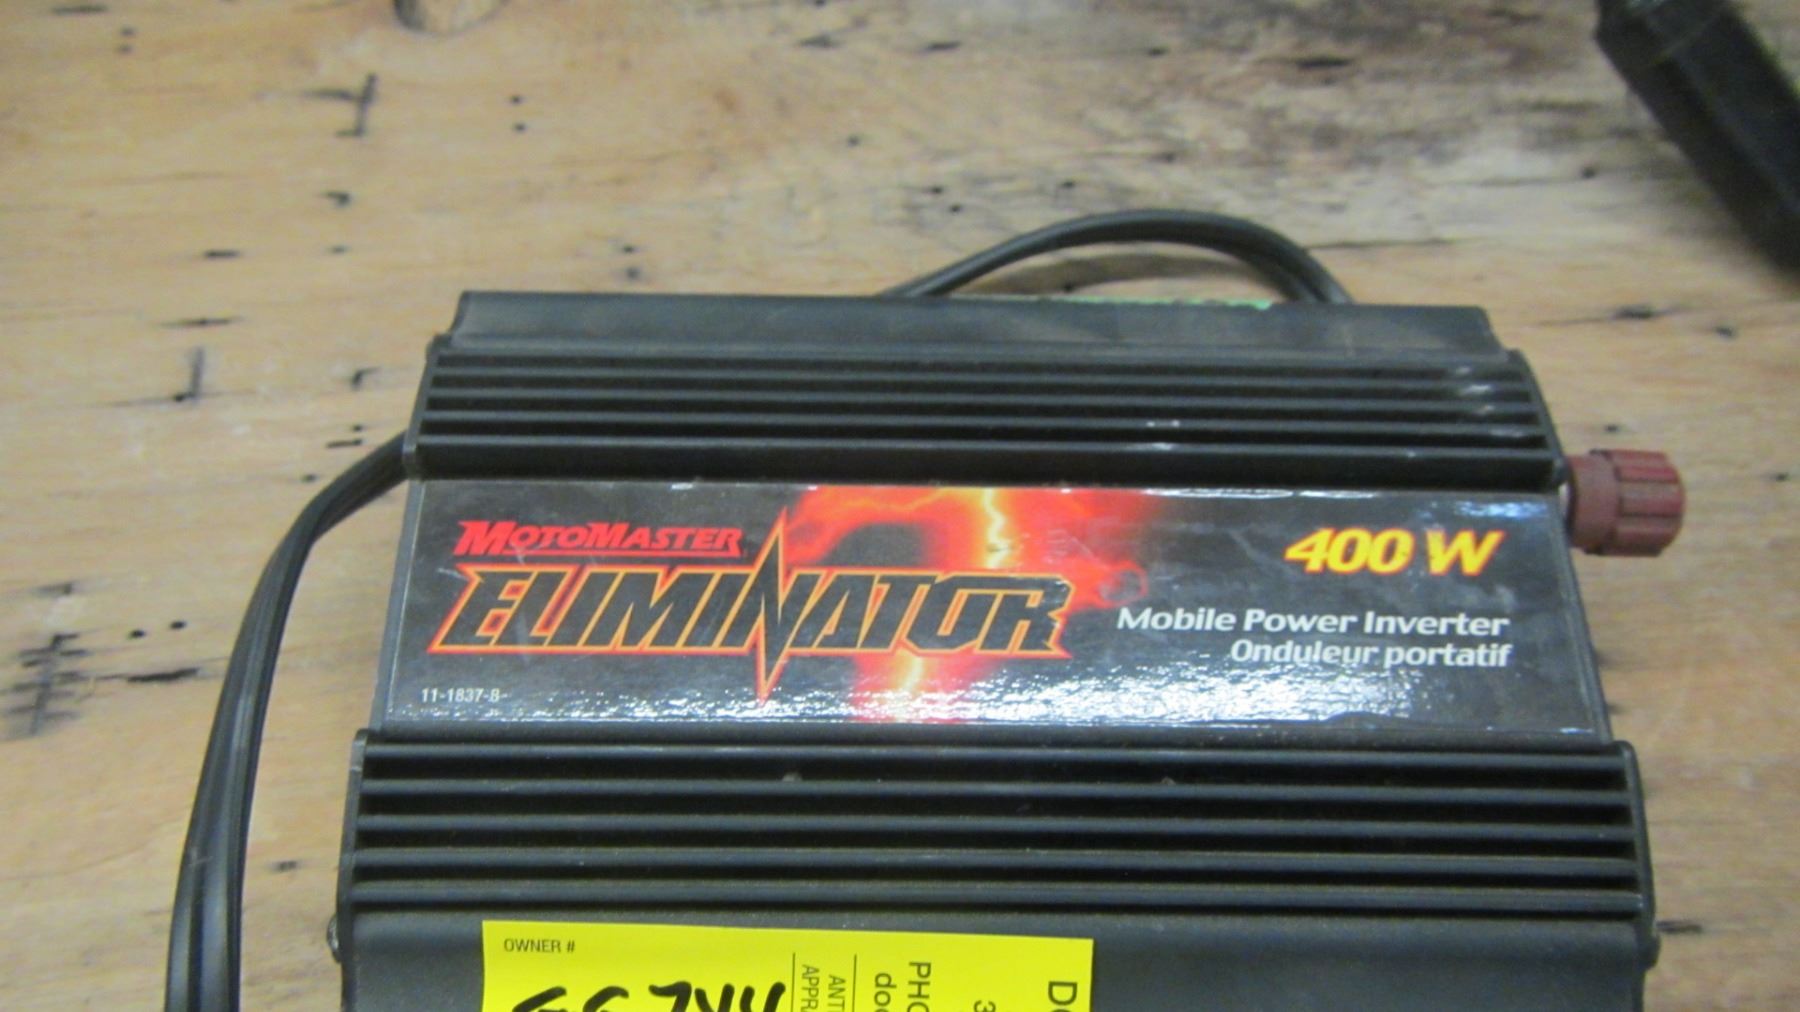 MOTOMASTER
ELIMINATOR
400 W
Mobile Power Inverter
Onduleur portatif
11-1837-8
OWNER #